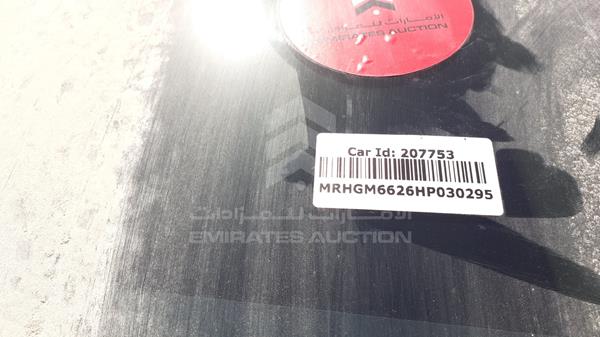 الإمارات للمزادات
EMIRATES AUCTION
Car Id: 207753
MRHGM6626HP030295
الإمارات للمزادات
EMIRATES AUCTION